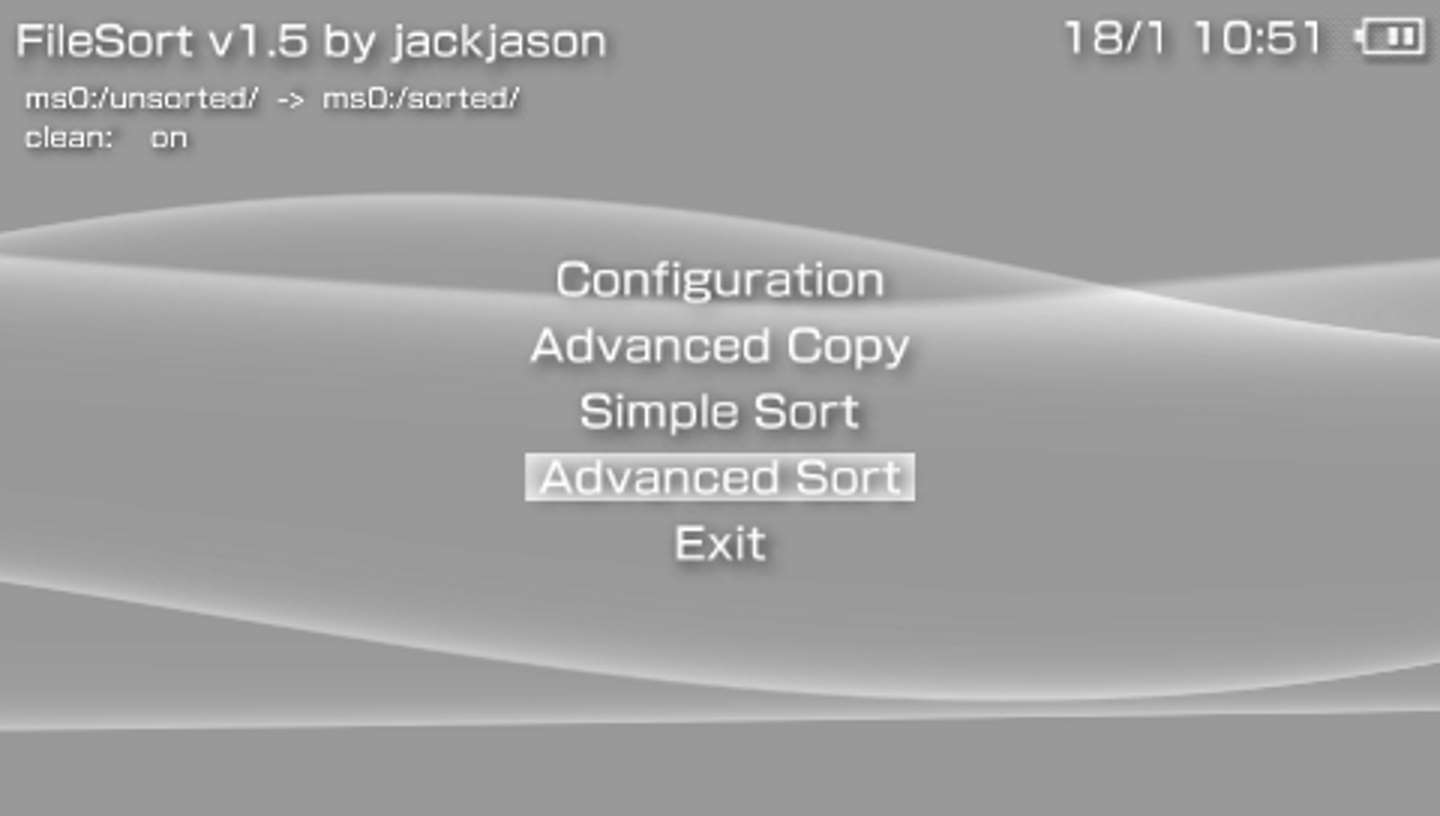 FileSort v1.5 by jackjason
18/1 10:51
ms0:/unsorted/ -> ms0:/sorted/
clean: on
Configuration
Advanced Copy
Simple Sort
Advanced Sort
Exit